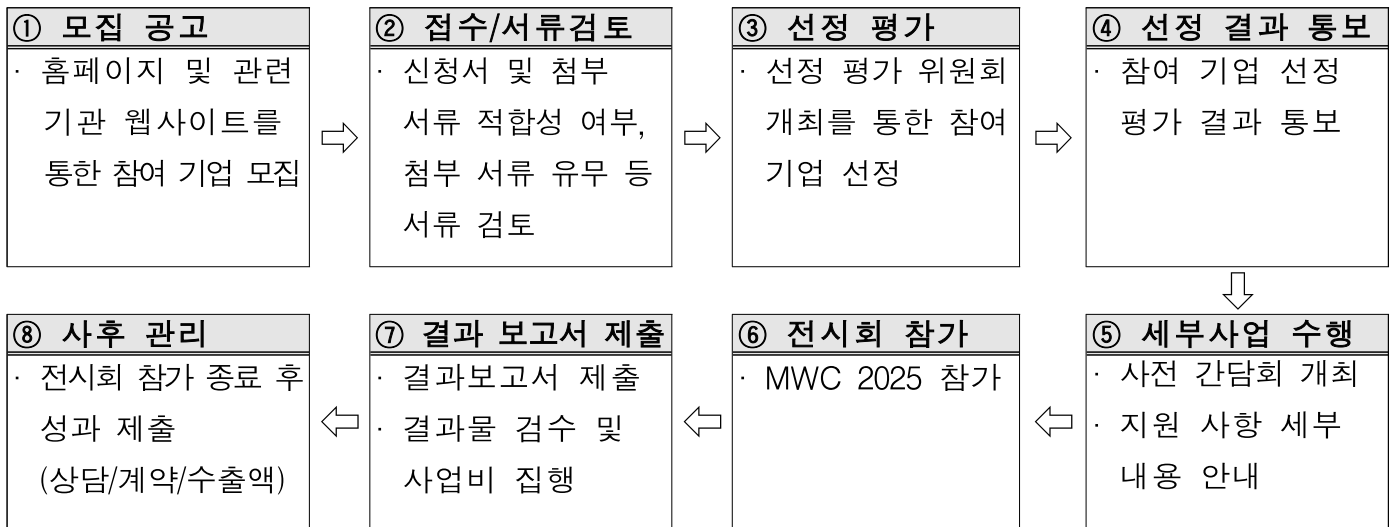 ① 모집 공고
· 홈페이지 및 관련
기관 웹사이트를
통한 참여 기업 모집
② 접수/서류검토
· 신청서 및 첨부
서류 적합성 여부,
첨부 서류 유무 등
서류 검토
③ 선정 평가
· 선정 평가 위원회
개최를 통한 참여
기업 선정
④ 선정 결과 통보
· 참여 기업 선정
평가 결과 통보
⑤ 세부사업 수행
· 사전 간담회 개최
· 지원 사항 세부
내용 안내
⑥ 전시회 참가
· MWC 2025 참가
⑦ 결과 보고서 제출
· 결과보고서 제출
· 결과물 검수 및
사업비 집행
⑧ 사후 관리
· 전시회 참가 종료 후
성과 제출
(상담/계약/수출액)